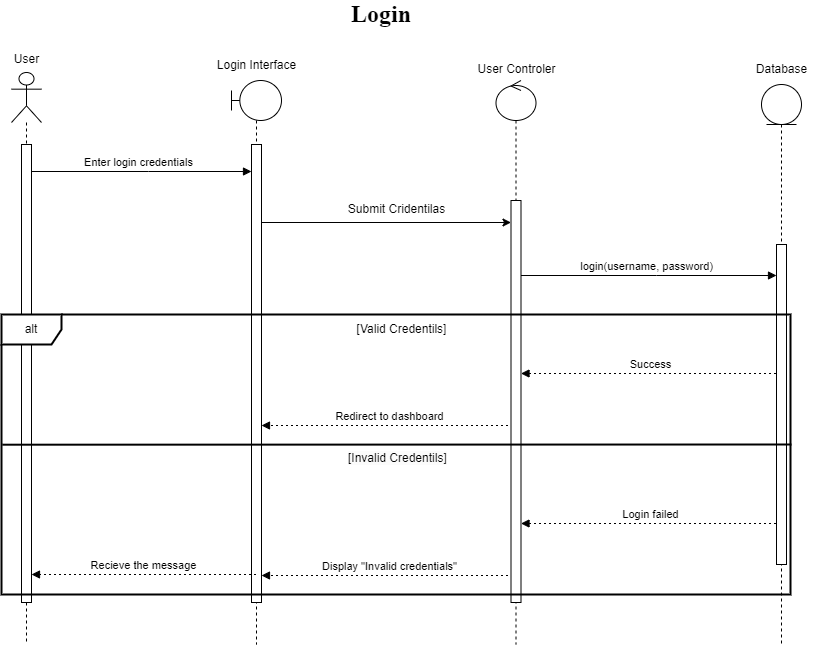 Login
User
Login Interface
User Controler
Database
Enter login credentials
Submit Cridentilas
login(username, password)
alt
[Valid Credentils]
Success
Redirect to dashboard
[Invalid Credentils]
Login failed
Recieve the message
Display "Invalid credentials"